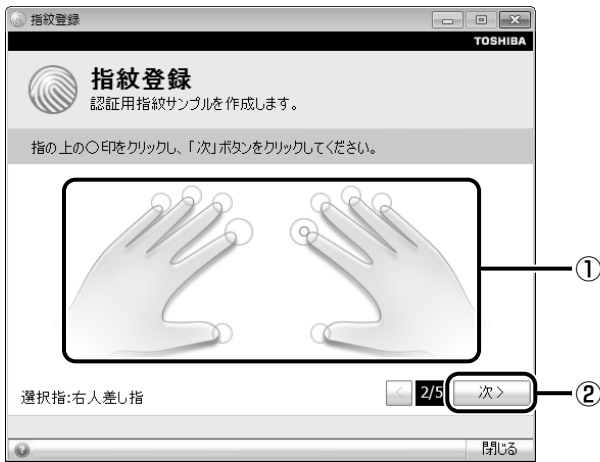 指紋登録
TOSHIBA
指紋登録
認証用指紋サンプルを作成します。
指の上の○印をクリックし、「次」ボタンをクリックしてください。
①
選択指:右人差し指
< 2/5 次>
②
閉じる